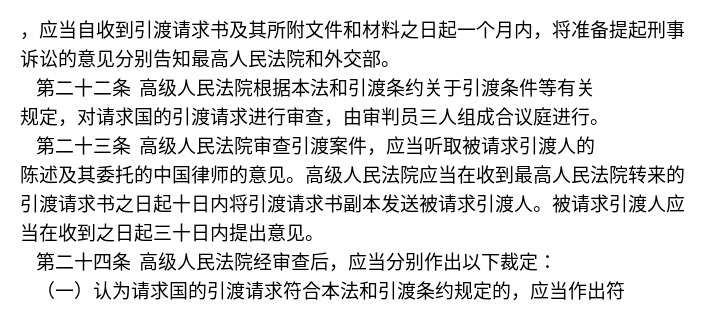 ，应当自收到引渡请求书及其所附文件和材料之日起一个月内，将准备提起刑事
诉讼的意见分别告知最高人民法院和外交部。
第二十二条 高级人民法院根据本法和引渡条约关于引渡条件等有关
规定，对请求国的引渡请求进行审查，由审判员三人组成合议庭进行。
第二十三条 高级人民法院审查引渡案件，应当听取被请求引渡人的
陈述及其委托的中国律师的意见。高级人民法院应当在收到最高人民法院转来的
引渡请求书之日起十日内将引渡请求书副本发送被请求引渡人。被请求引渡人应
当在收到之日起三十日内提出意见。
第二十四条 高级人民法院经审查后，应当分别作出以下裁定：
（一）认为请求国的引渡请求符合本法和引渡条约规定的，应当作出符